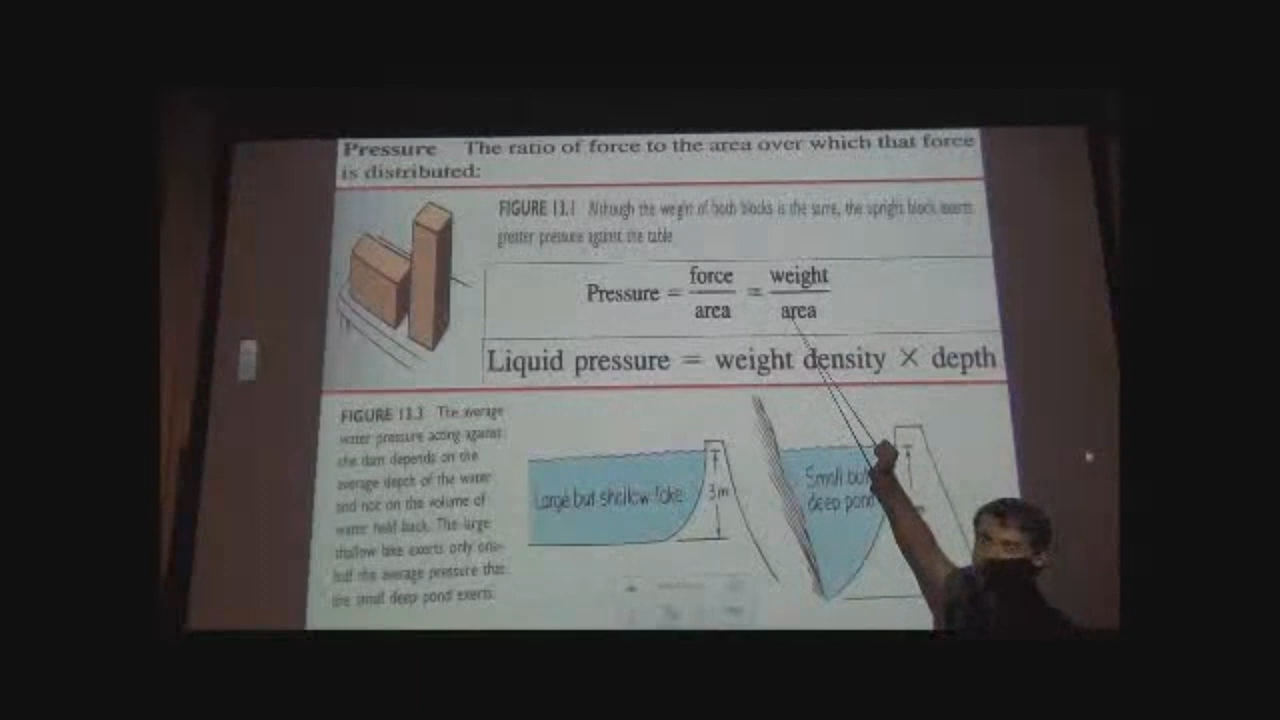 Pressure The ratio of force to the area over which that force
is distributed:
FIGURE 13.1 Although the weight of both blocks is the same, the upright block exerts
greater pressure against the table
Pressure = force/area = weight/area
Liquid pressure = weight density × depth
FIGURE 13.3 The average
water pressure acting against
the dam depends on the
average depth of the water
and not on the volume of
water held back. The large
shallow lake exerts only one-
half the average pressure that
the small deep pond exerts.
Large but shallow lake
3 m
Small but
deep pond